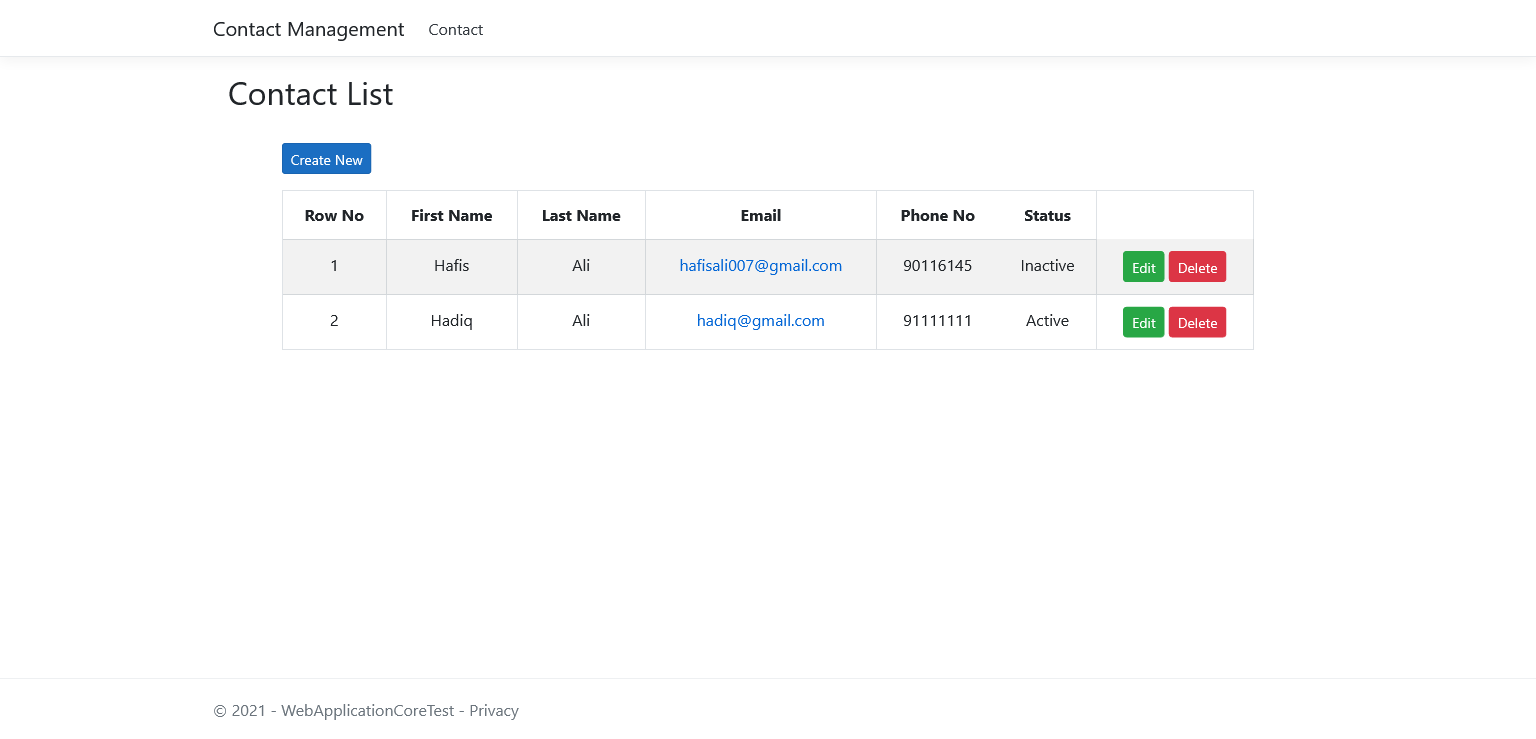 Contact Management Contact
Contact List
Create New
Row No First Name Last Name Email Phone No Status
1 Hafis Ali hafisali007@gmail.com 90116145 Inactive Edit Delete
2 Hadiq Ali hadiq@gmail.com 91111111 Active Edit Delete
© 2021 - WebApplicationCoreTest - Privacy